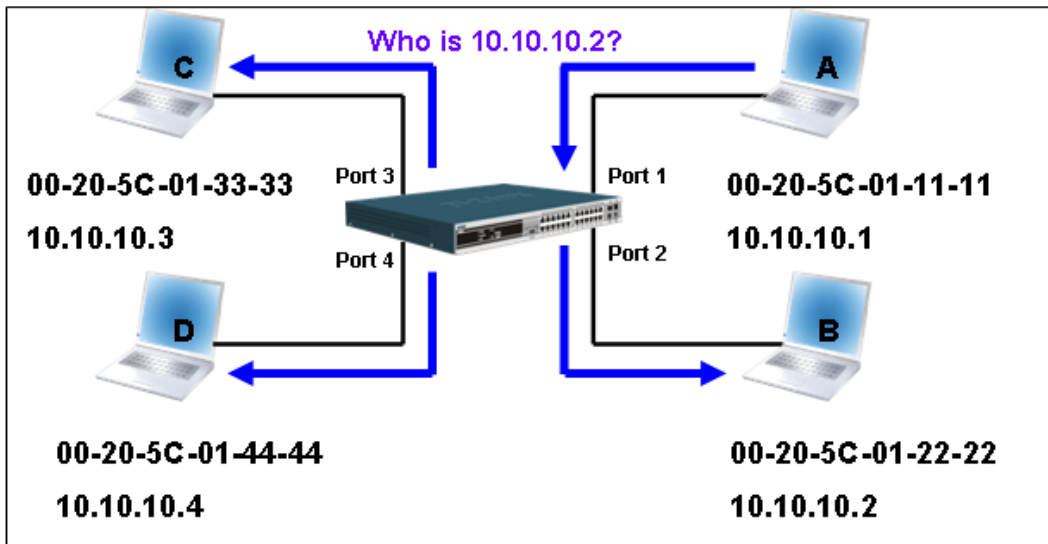 Who is 10.10.10.2?
C
A
Port 3
Port 1
00-20-5C-01-33-33
00-20-5C-01-11-11
10.10.10.3
10.10.10.1
Port 4
Port 2
D
B
00-20-5C-01-44-44
00-20-5C-01-22-22
10.10.10.4
10.10.10.2